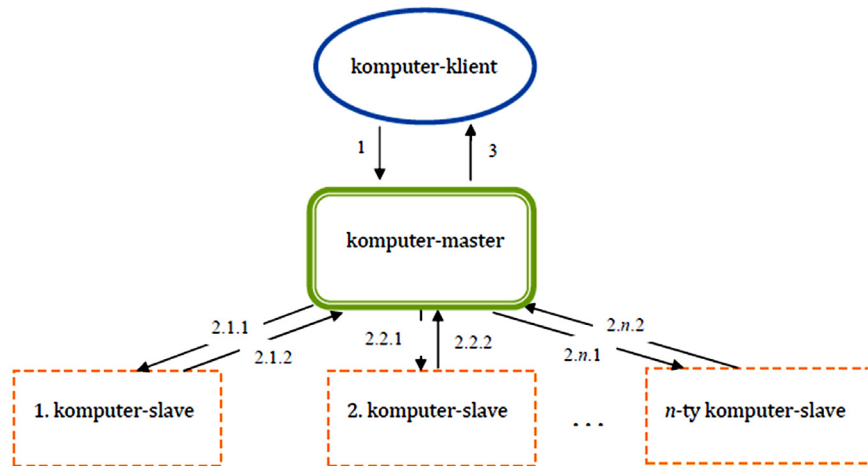 komputer-klient
1
3
komputer-master
2.1.1
2.1.2
2.2.1
2.2.2
2.n.1
2.n.2
1. komputer-slave
2. komputer-slave
...
n-ty komputer-slave